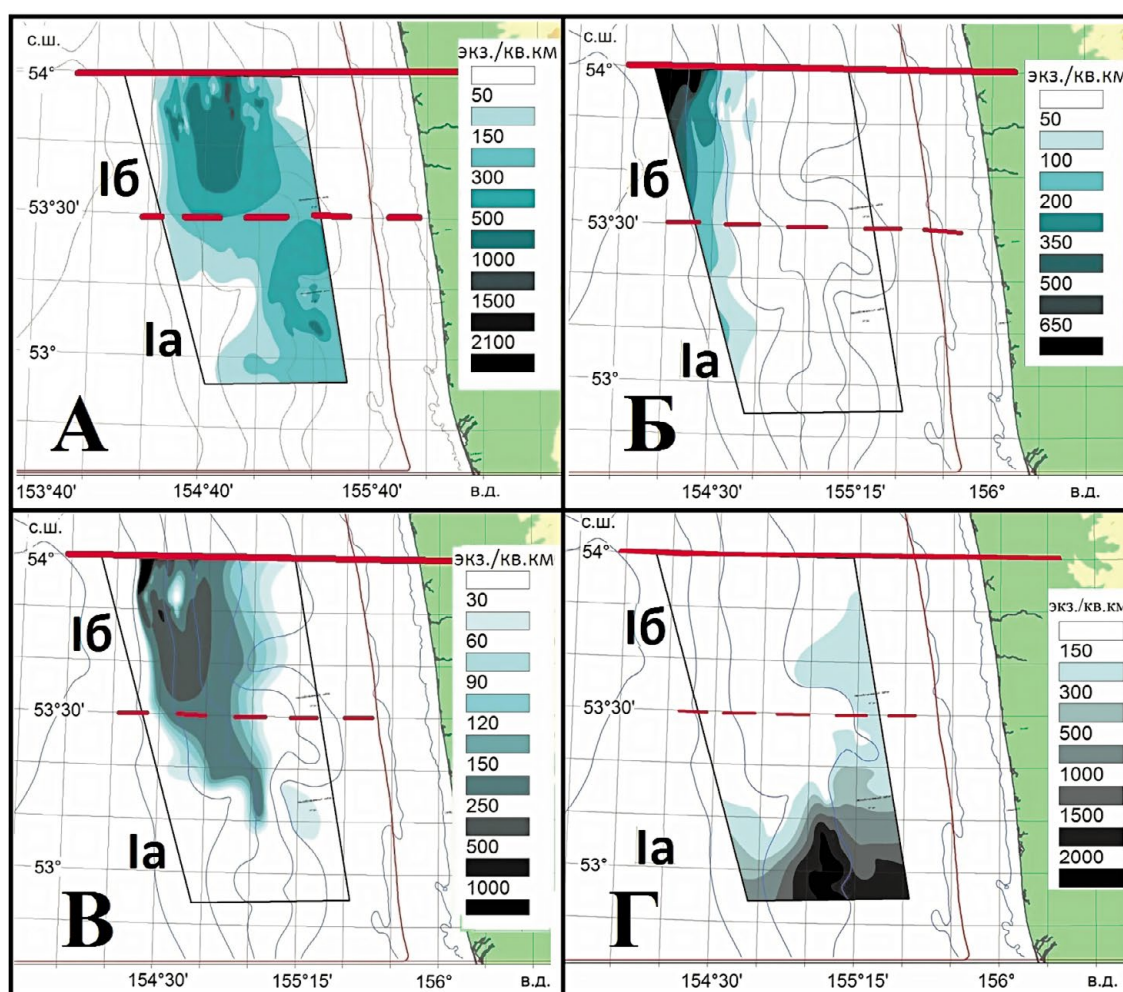 с.ш.
54°
53°30'
53°
Iб
Iа
А
экз./кв.км
50
150
300
500
1000
1500
2100
153°40'
154°40'
155°40'
в.д.
с.ш.
54°
53°30'
53°
Iб
Iа
Б
экз./кв.км
50
100
200
350
500
650
154°30'
155°15'
156°
в.д.
с.ш.
54°
53°30'
53°
Iб
Iа
В
экз./кв.км
30
60
90
120
150
250
500
1000
154°30'
155°15'
156°
в.д.
с.ш.
54°
53°30'
53°
Iб
Iа
Г
экз./кв.км
150
300
500
1000
1500
2000
154°30'
155°15'
156°
в.д.